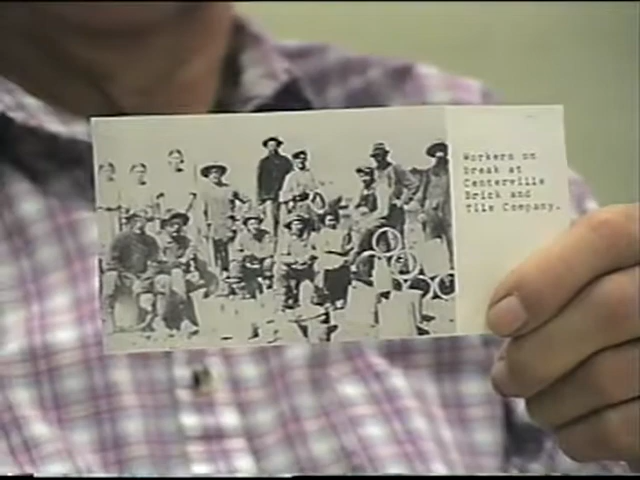 Workers on
break at
Centerville
Brick and
Tile Company.